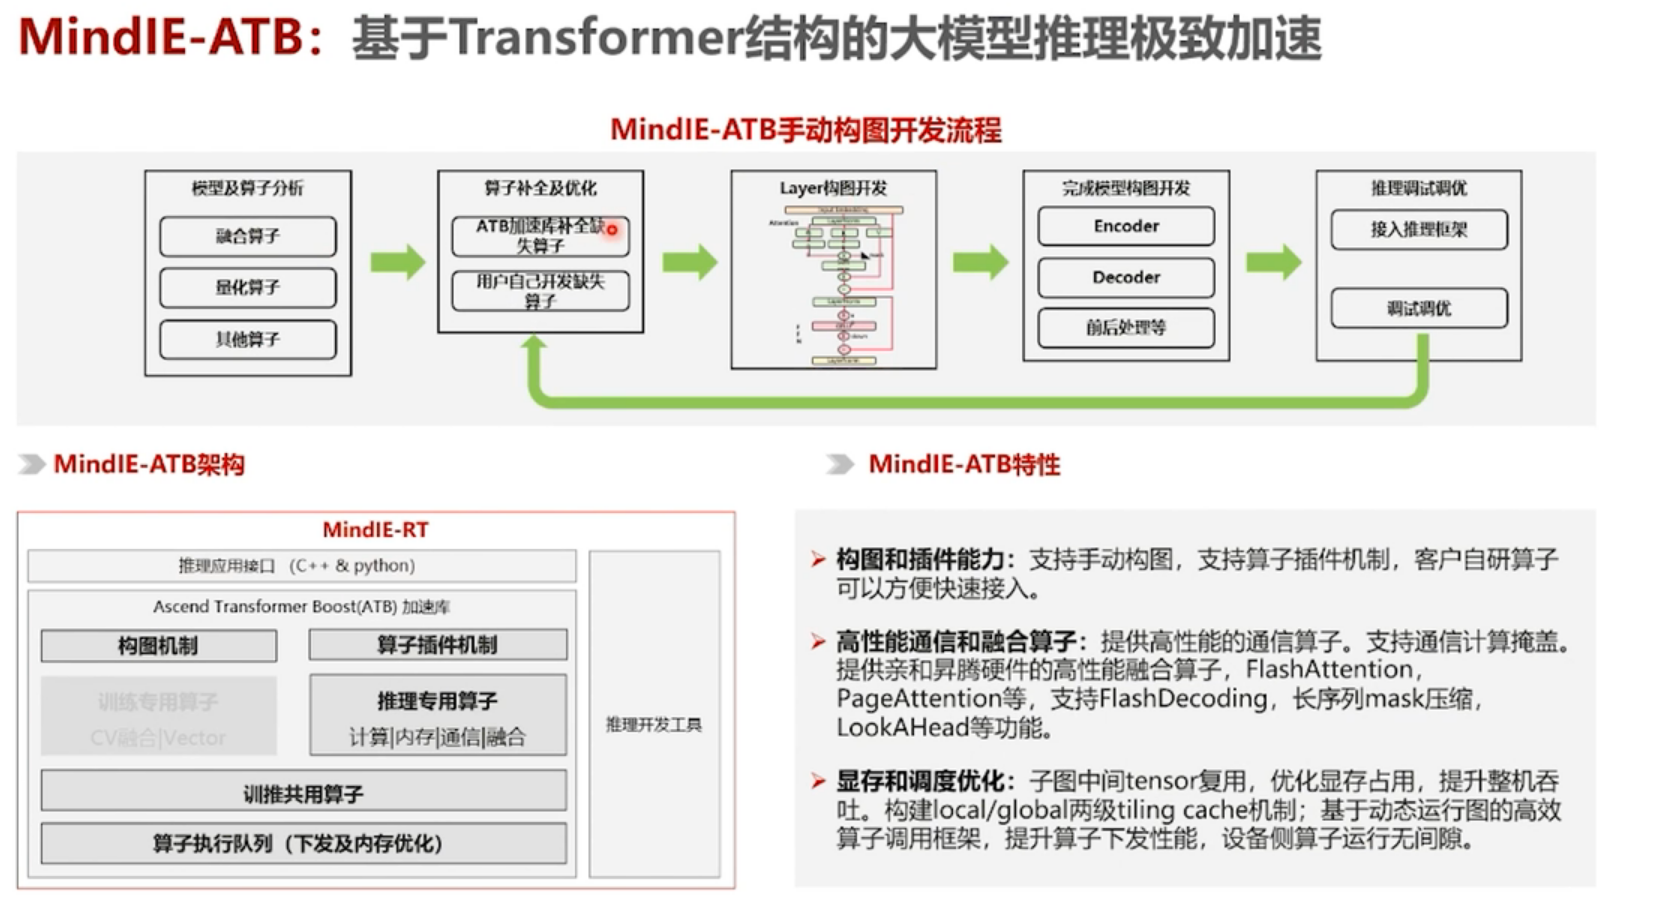 MindIE-ATB：基于Transformer结构的大模型推理极致加速
MindIE-ATB手动构图开发流程
模型及算子分析
融合算子
量化算子
其他算子
算子补全及优化
ATB加速库补全缺
失算子
用户自己开发缺失
算子
Layer构图开发
Input Embedding
Attention
完成模型构图开发
Encoder
Decoder
前后处理等
推理调试调优
接入推理框架
调试调优
MindIE-ATB架构
MindIE-RT
推理应用接口 （C++ & python)
Ascend Transformer Boost(ATB) 加速库
构图机制
算子插件机制
训练专用算子
CV融合|Vector
推理专用算子
计算|内存|通信|融合
训推共用算子
算子执行队列（下发及内存优化）
推理开发工具
MindIE-ATB特性
构图和插件能力：支持手动构图，支持算子插件机制，客户自研算子
可以方便快速接入。
高性能通信和融合算子：提供高性能的通信算子。支持通信计算掩盖。
提供亲和昇腾硬件的高性能融合算子，FlashAttention，
PageAttention等，支持FlashDecoding，长序列mask压缩，
LookAHead等功能。
显存和调度优化：子图中间tensor复用，优化显存占用，提升整机吞
吐。构建local/global两级tiling cache机制；基于动态运行图的高效
算子调用框架，提升算子下发性能，设备侧算子运行无间隙。